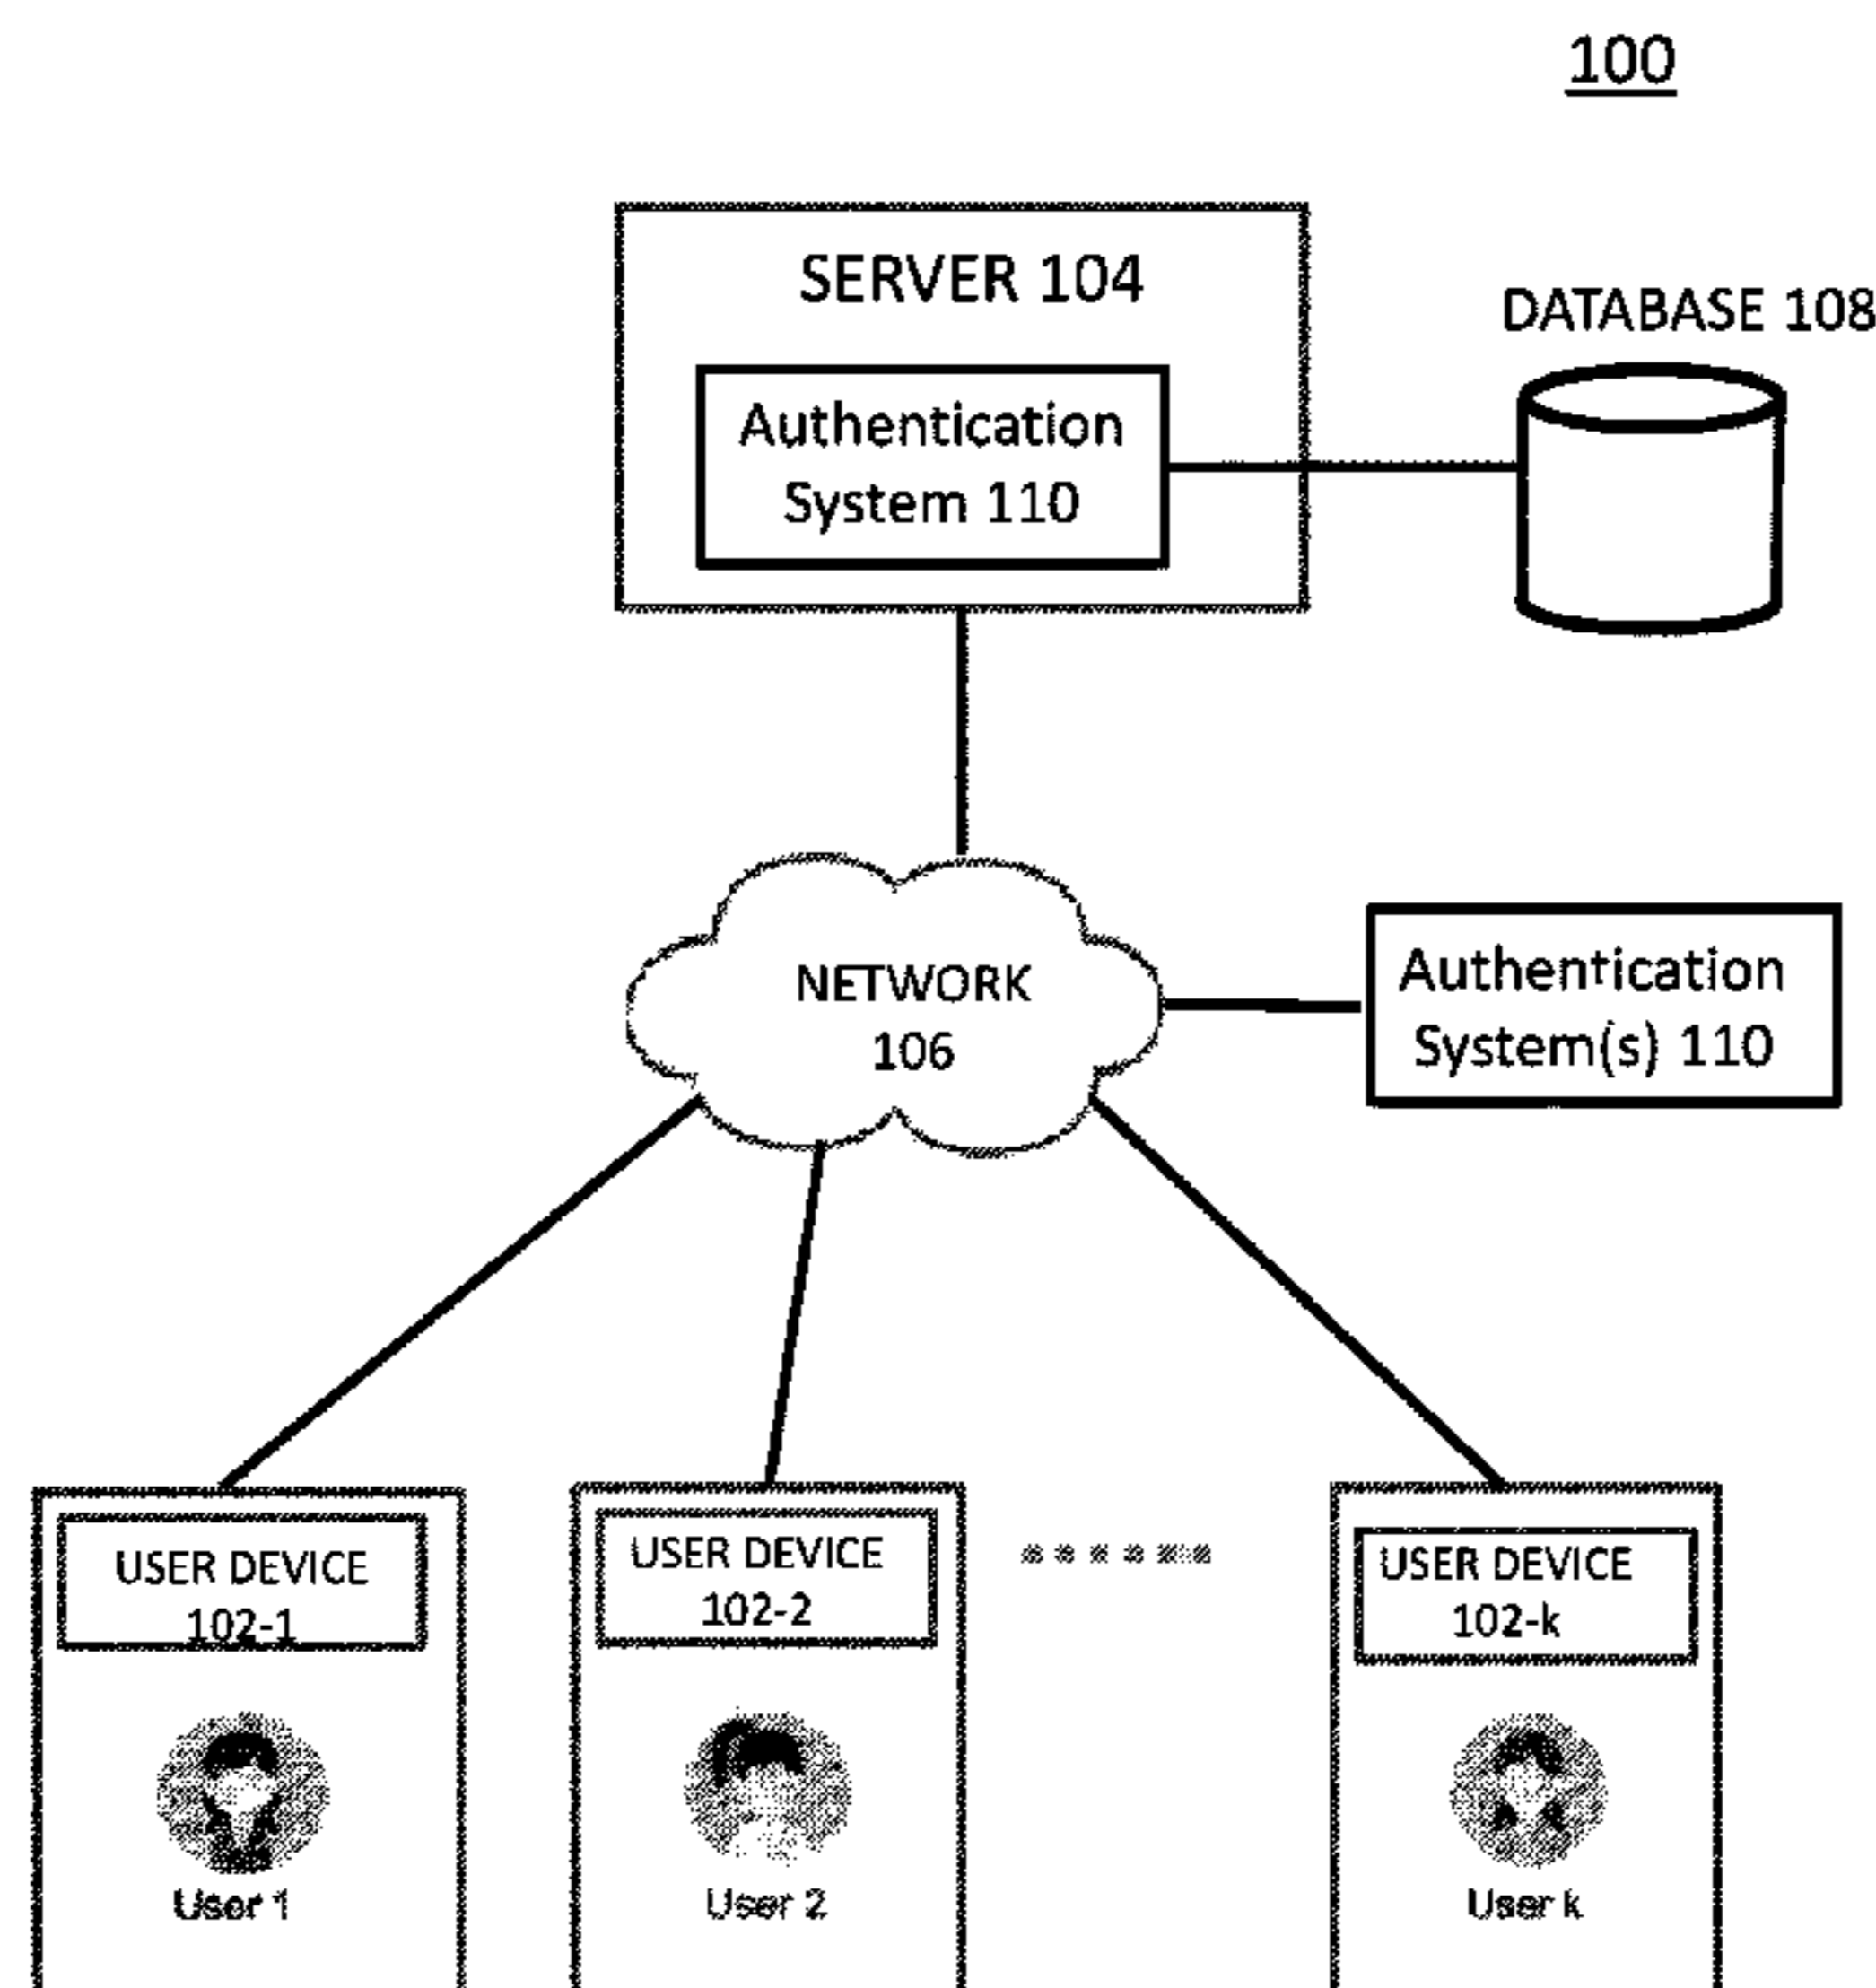 100
SERVER 104
DATABASE 108
Authentication
System 110
NETWORK
106
Authentication
System(s) 110
USER DEVICE
102-1
USER DEVICE
102-2
USER DEVICE
102-k
User 1
User 2
User k